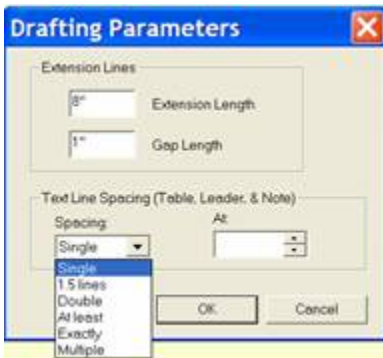 Drafting Parameters
Extension Lines
8" Extension Length
1" Gap Length
Text Line Spacing (Table, Leader, & Note)
Spacing: At:
Single
Single
1.5 lines
Double
At least
Exactly
Multiple
OK Cancel